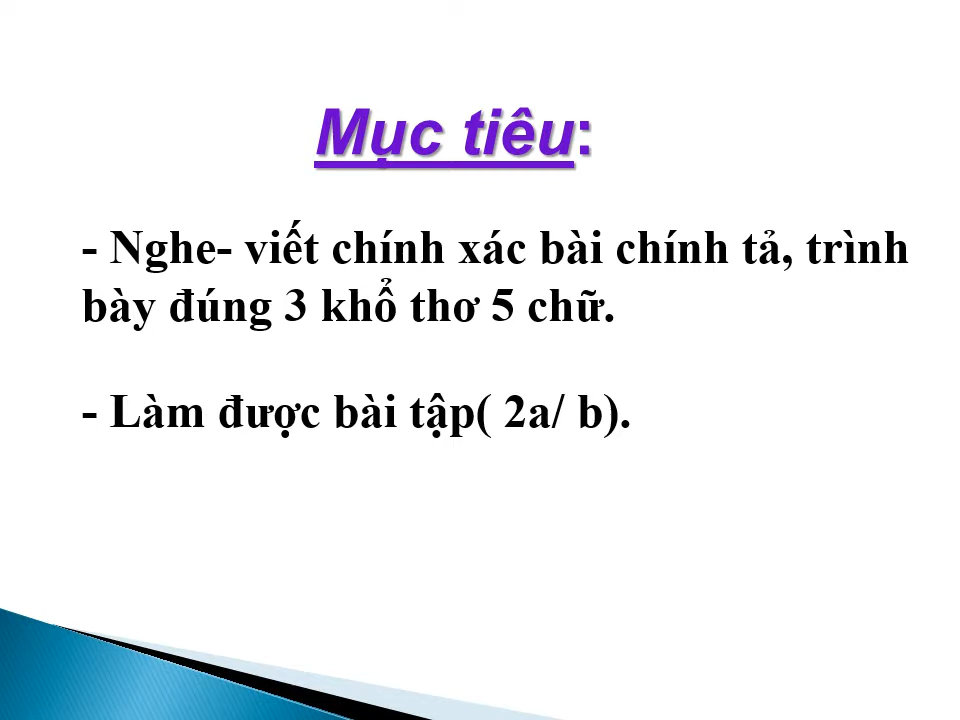 Mục tiêu:
- Nghe- viết chính xác bài chính tả, trình
bày đúng 3 khổ thơ 5 chữ.
- Làm được bài tập( 2a/ b).